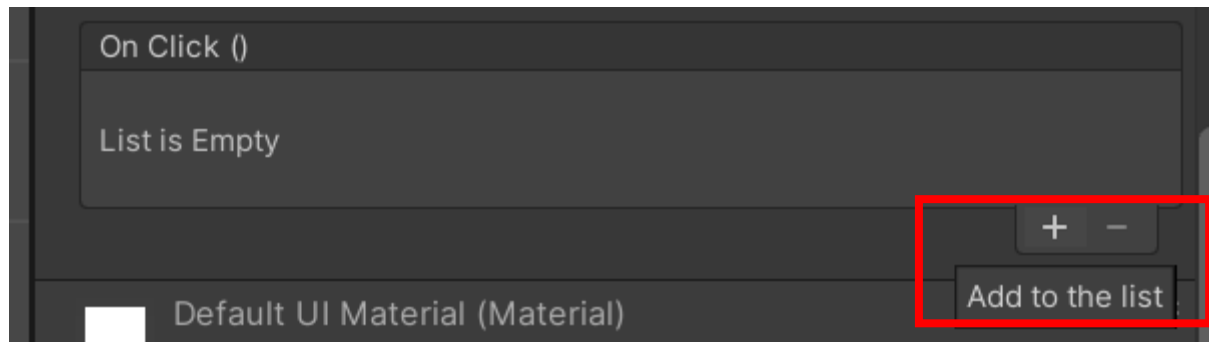 On Click ()
List is Empty
+ -
Add to the list
Default UI Material (Material)